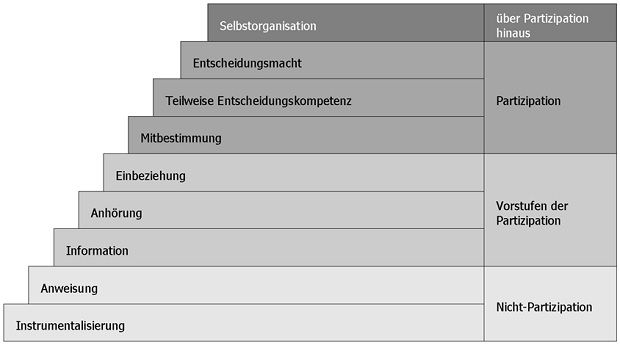 Selbstorganisation
über Partizipation
hinaus
Entscheidungsmacht
Teilweise Entscheidungskompetenz
Partizipation
Mitbestimmung
Einbeziehung
Anhörung
Vorstufen der
Partizipation
Information
Anweisung
Nicht-Partizipation
Instrumentalisierung